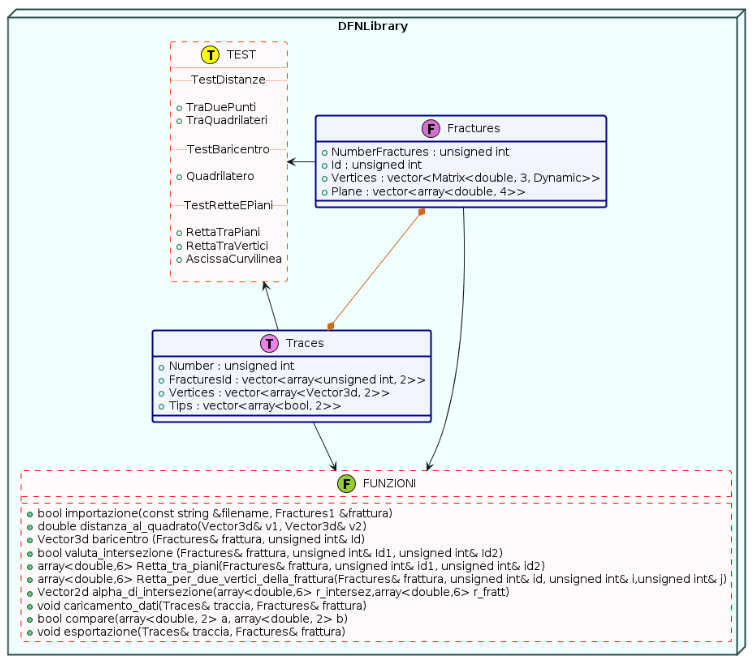 DFNLibrary
T TEST
TestDistanze
TraDuePunti
TraQuadrilateri
TestBaricentro
Quadrilatero
TestRetteEPiani
RettaTraPiani
RettaTraVertici
AscissaCurvilinea
F Fractures
NumberFractures : unsigned int
Id : unsigned int
Vertices : vector<Matrix<double, 3, Dynamic>>
Plane : vector<array<double, 4>>
T Traces
Number : unsigned int
FracturesId : vector<array<unsigned int, 2>>
Vertices : vector<array<Vector3d, 2>>
Tips : vector<array<bool, 2>>
F FUNZIONI
bool importazione(const string &filename, Fractures1 &frattura)
double distanza_al_quadrato(Vector3d& v1, Vector3d& v2)
Vector3d baricentro (Fractures& frattura, unsigned int& Id)
bool valuta_intersezione (Fractures& frattura, unsigned int& Id1, unsigned int& Id2)
array<double,6> Retta_tra_piani(Fractures& frattura, unsigned int& id1, unsigned int& id2)
array<double,6> Retta_per_due_vertici_della_frattura(Fractures& frattura, unsigned int& id, unsigned int& i,unsigned int& j)
Vector2d alpha_di_intersezione(array<double,6> r_intersez,array<double,6> r_fratt)
void caricamento_dati(Traces& traccia, Fractures& frattura)
bool compare(array<double, 2> a, array<double, 2> b)
void esportazione(Traces& traccia, Fractures& frattura)